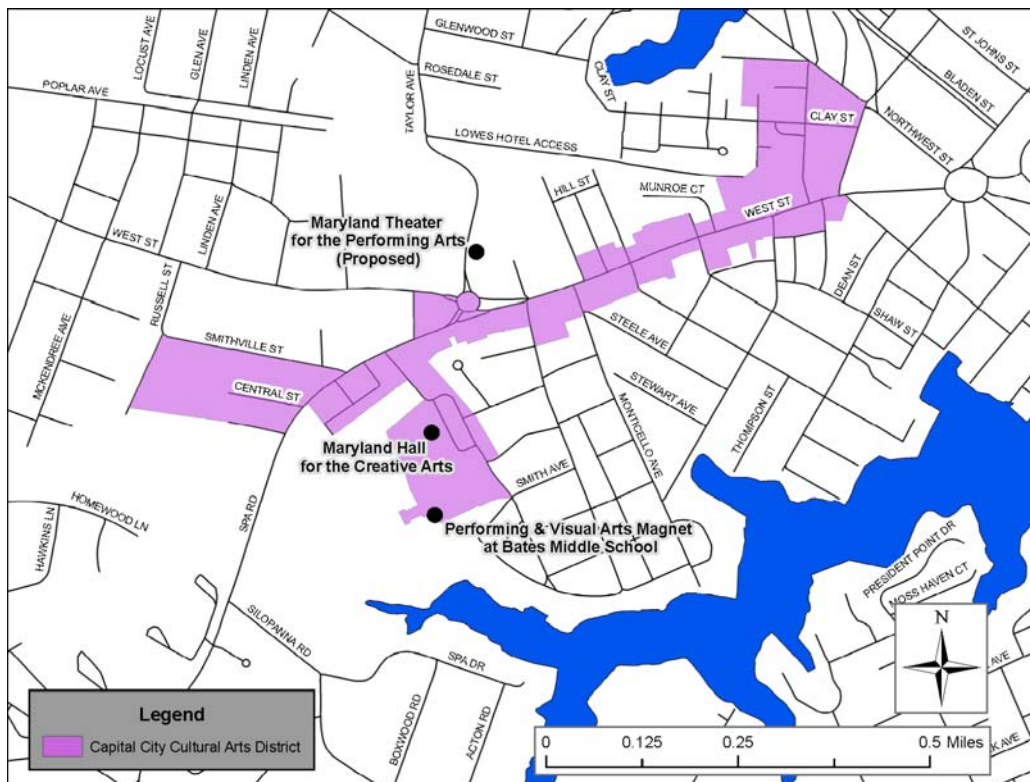 GLENWOOD ST
ST JOHNS ST
LOCUST AVE
GLEN AVE
LINDEN AVE
ROSEDALE ST
CLAY ST
BLADEN ST
POPLAR AVE
TAYLOR AVE
CLAY ST
NORTHWEST ST
LOWES HOTEL ACCESS
HILL ST
MUNROE CT
WEST ST
Maryland Theater
for the Performing Arts
(Proposed)
WEST ST
LINDEN AVE
DEAN ST
RUSSELL ST
SHAW ST
STEELE AVE
SMITHVILLE ST
MCKENDREE AVE
CENTRAL ST
STEWART AVE
THOMPSON ST
MONTICELLO AVE
Maryland Hall
for the Creative Arts
SMITH AVE
SPA RD
HOMEWOOD LN
HAWKINS LN
Performing & Visual Arts Magnet
at Bates Middle School
PRESIDENT POINT DR
MOSS HAVEN CT
SILOPANNA RD
SPA DR
BOXWOOD RD
ACTON RD
N
AVE
K AVE
Legend
Capital City Cultural Arts District
0 0.125 0.25 0.5 Miles